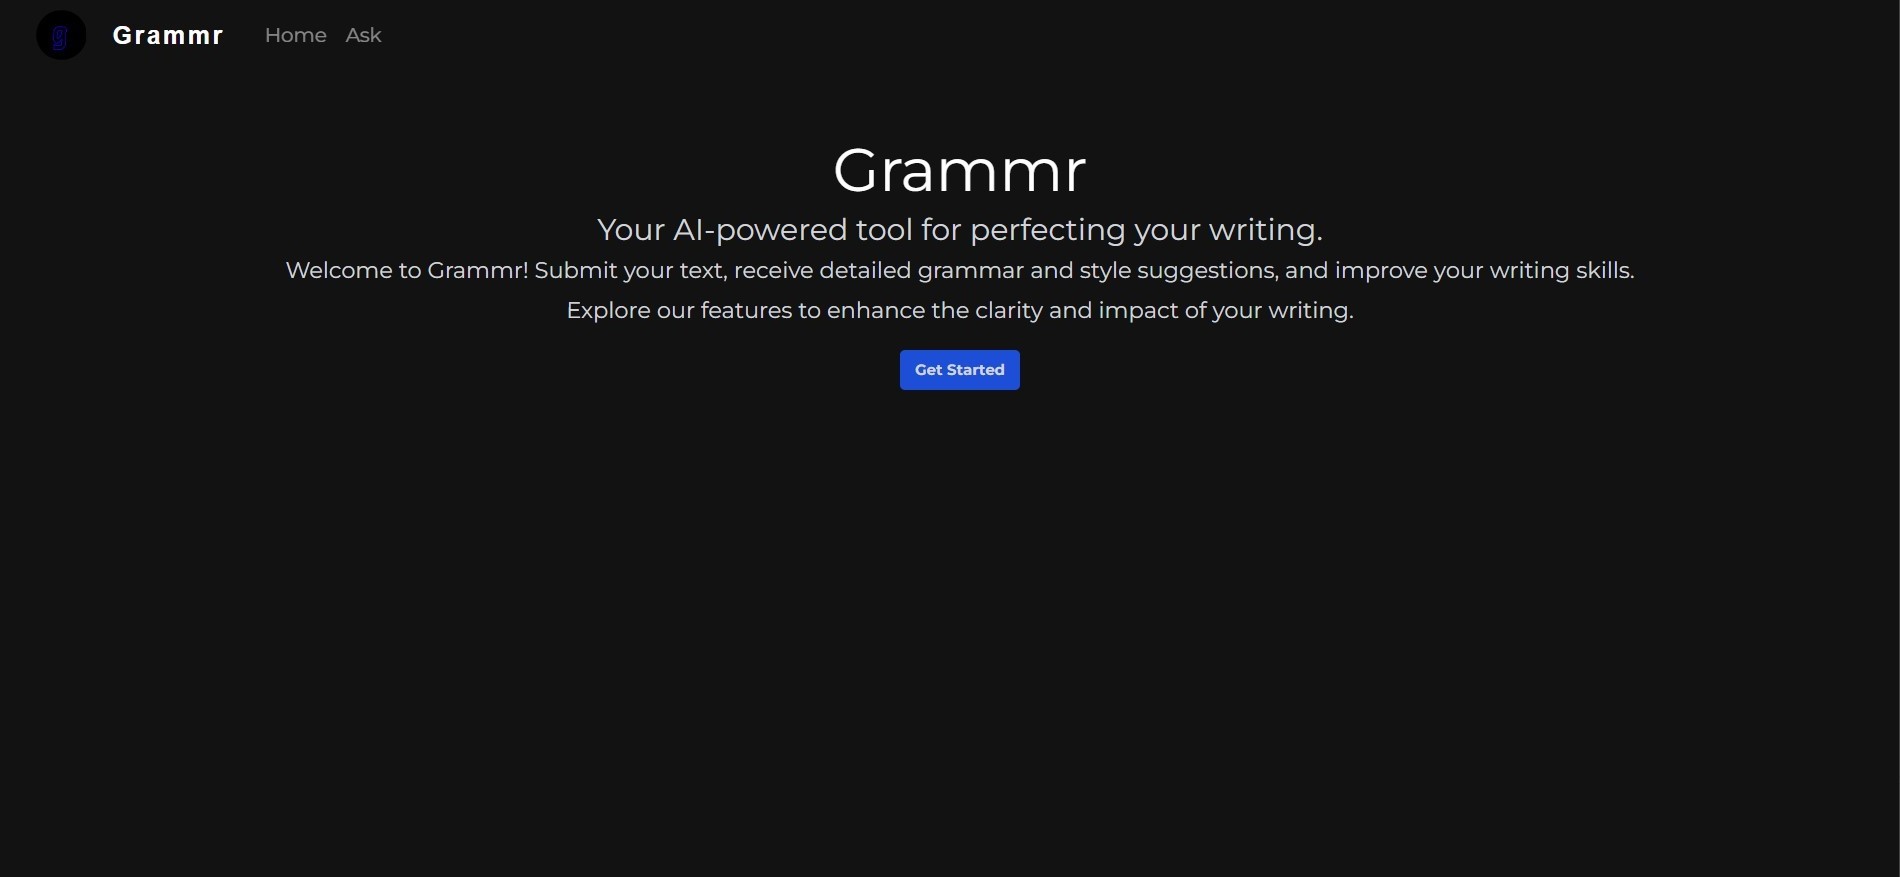 g
Grammr
Home
Ask
Grammr
Your AI-powered tool for perfecting your writing.
Welcome to Grammr! Submit your text, receive detailed grammar and style suggestions, and improve your writing skills.
Explore our features to enhance the clarity and impact of your writing.
Get Started